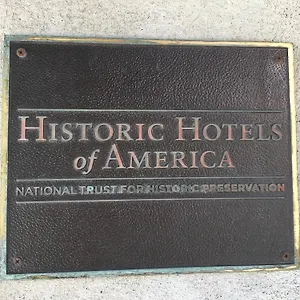 HISTORIC HOTELS
of AMERICA
NATIONAL TRUST FOR HISTORIC PRESERVATION